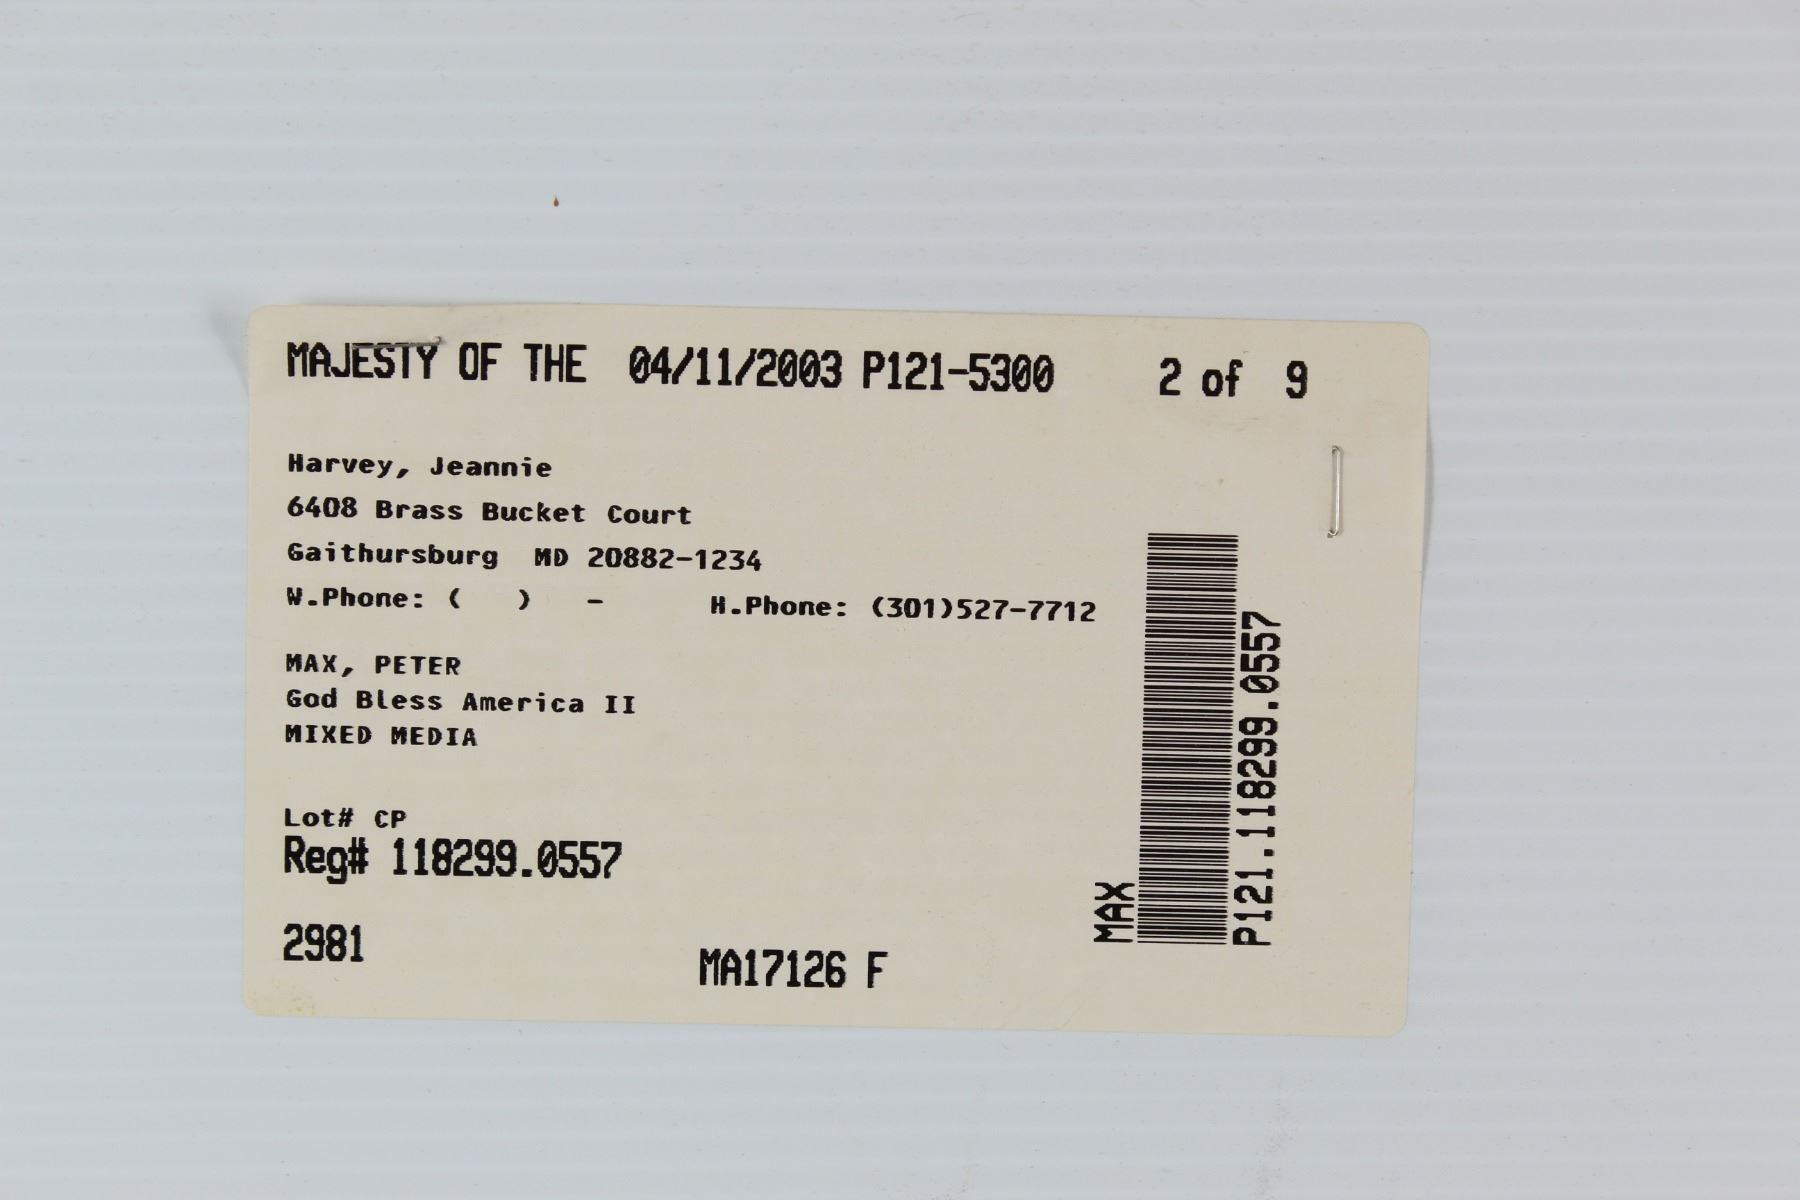 MAJESTY OF THE 04/11/2003 P121-5300 2 of 9
Harvey, Jeannie
6408 Brass Bucket Court
Gaithursburg MD 20882-1234
W.Phone: ( ) - H.Phone: (301)527-7712
MAX, PETER
God Bless America II
MIXED MEDIA
Lot# CP
Reg# 118299.0557
2981
MA17126 F
MAX
P121.118299.0557